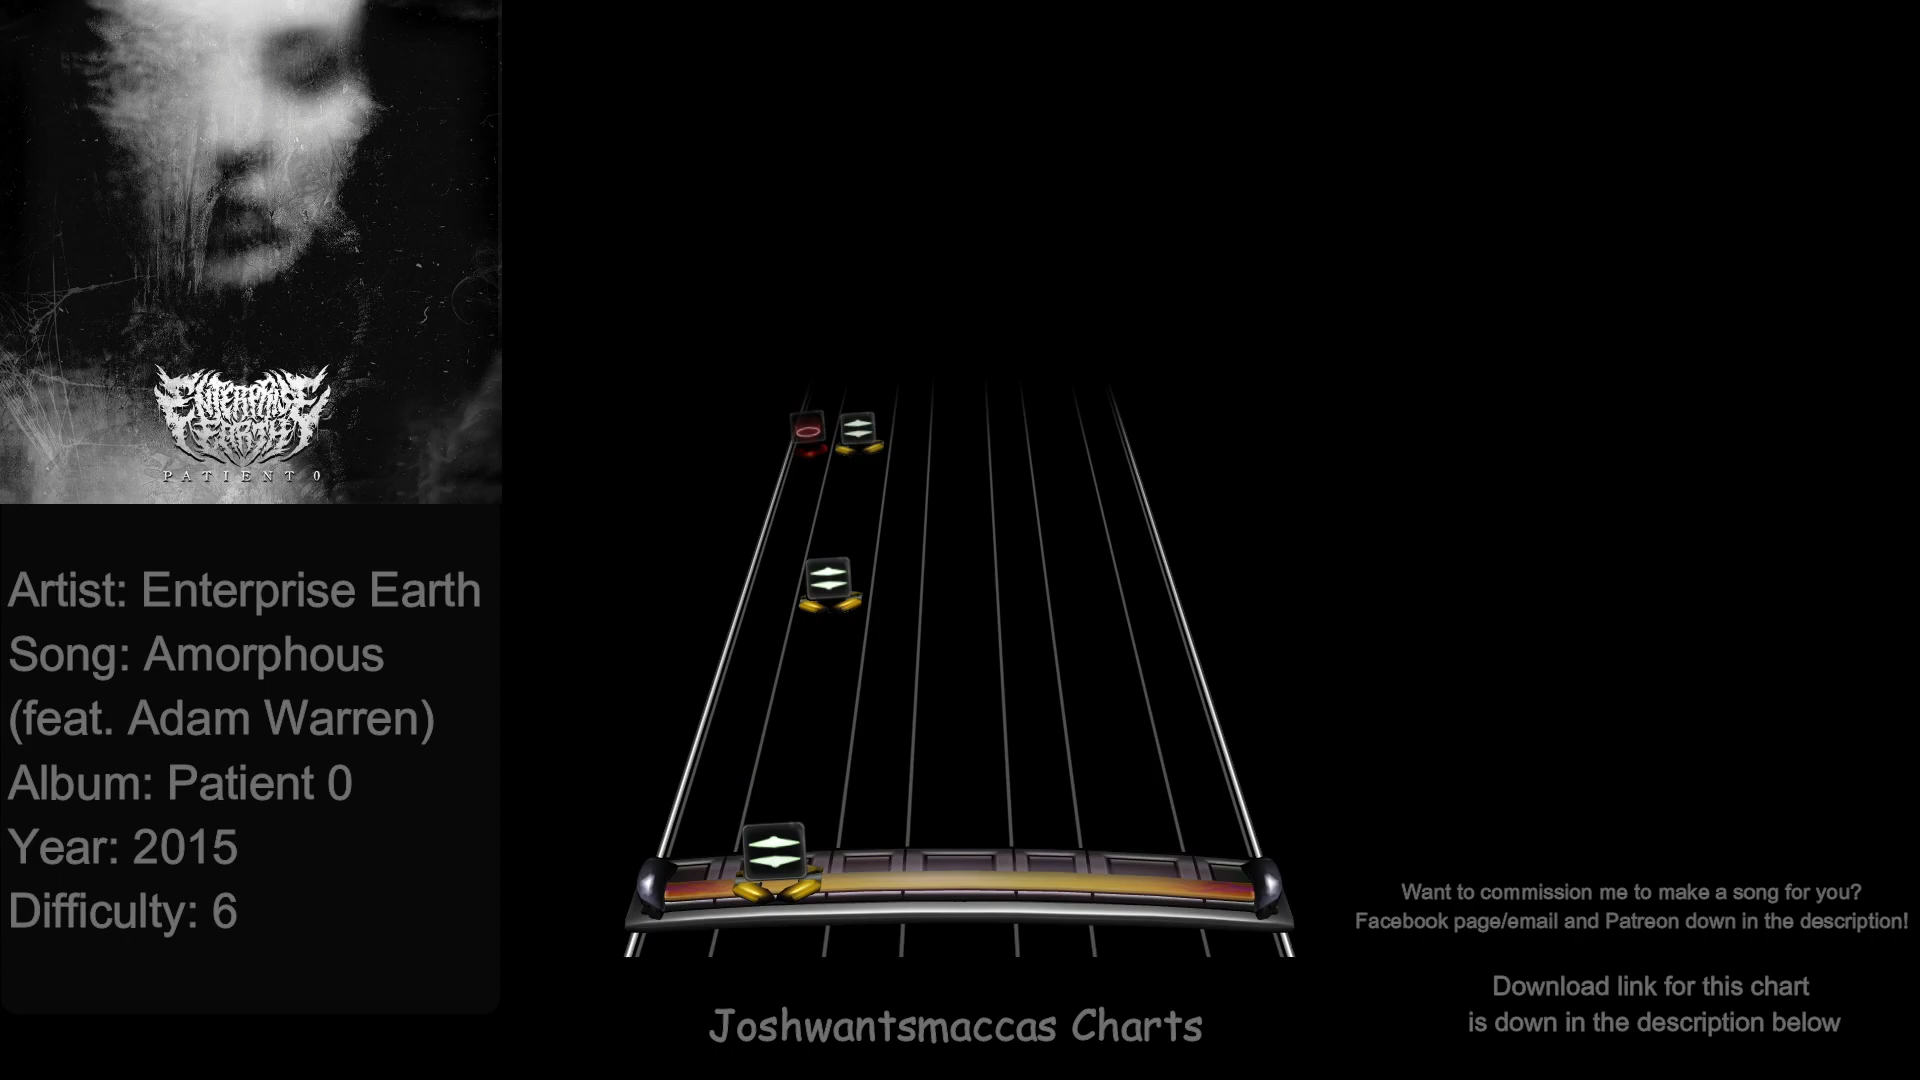 ENTERPRISE
EARTH
PATIENT 0
Artist: Enterprise Earth
Song: Amorphous
(feat. Adam Warren)
Album: Patient 0
Year: 2015
Difficulty: 6
Want to commission me to make a song for you?
Facebook page/email and Patreon down in the description!
Download link for this chart
is down in the description below
Joshwantsmaccas Charts